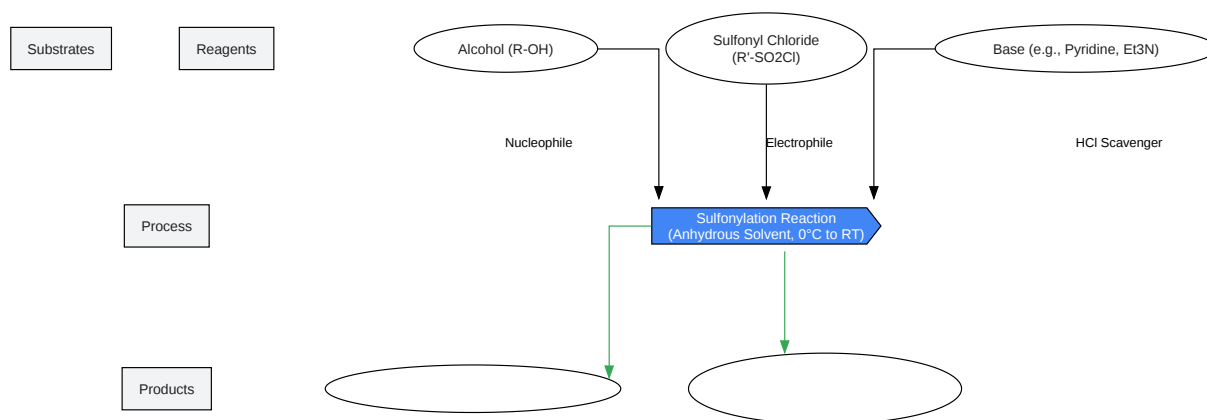 Substrates
Reagents
Alcohol (R-OH)
Sulfonyl Chloride
(R'-SO2Cl)
Base (e.g., Pyridine, Et3N)
Nucleophile
Electrophile
HCl Scavenger
Process
Sulfonylation Reaction
(Anhydrous Solvent, 0°C to RT)
Products